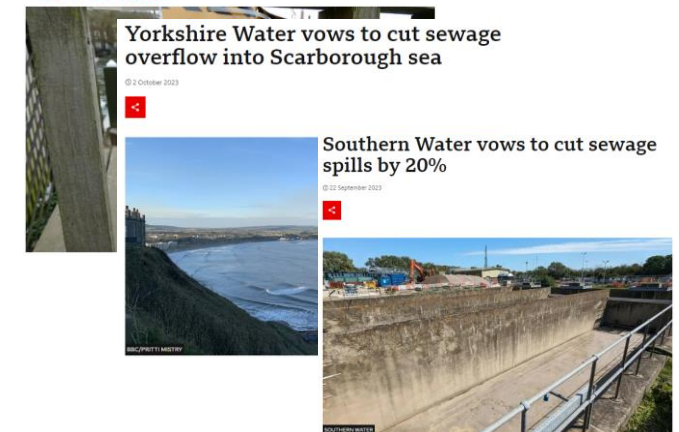 Yorkshire Water vows to cut sewage
overflow into Scarborough sea
2 October 2023
Southern Water vows to cut sewage
spills by 20%
22 September 2023
BBC/PRITTI MISTRY
SOUTHERN WATER